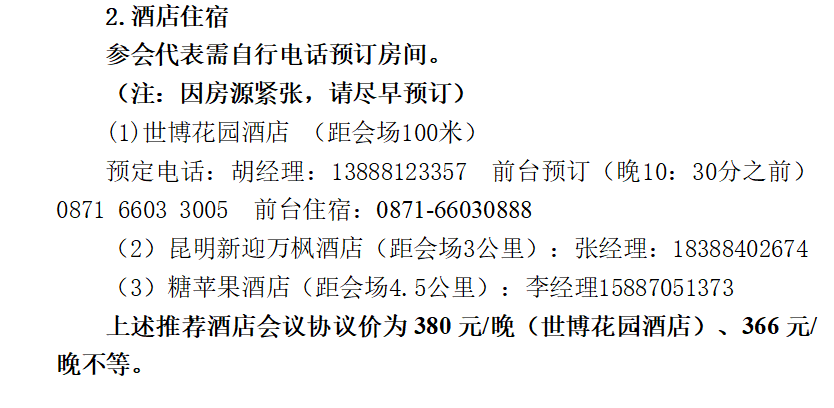 2.酒店住宿
参会代表需自行电话预订房间。
（注：因房源紧张，请尽早预订）
(1)世博花园酒店 （距会场100米）
预定电话：胡经理：13888123357 前台预订（晚10：30分之前）
0871 6603 3005 前台住宿：0871-66030888
（2）昆明新迎万枫酒店（距会场3公里）：张经理：18388402674
（3）糖苹果酒店（距会场4.5公里）：李经理15887051373
上述推荐酒店会议协议价为 380 元/晚（世博花园酒店）、366 元/
晚不等。